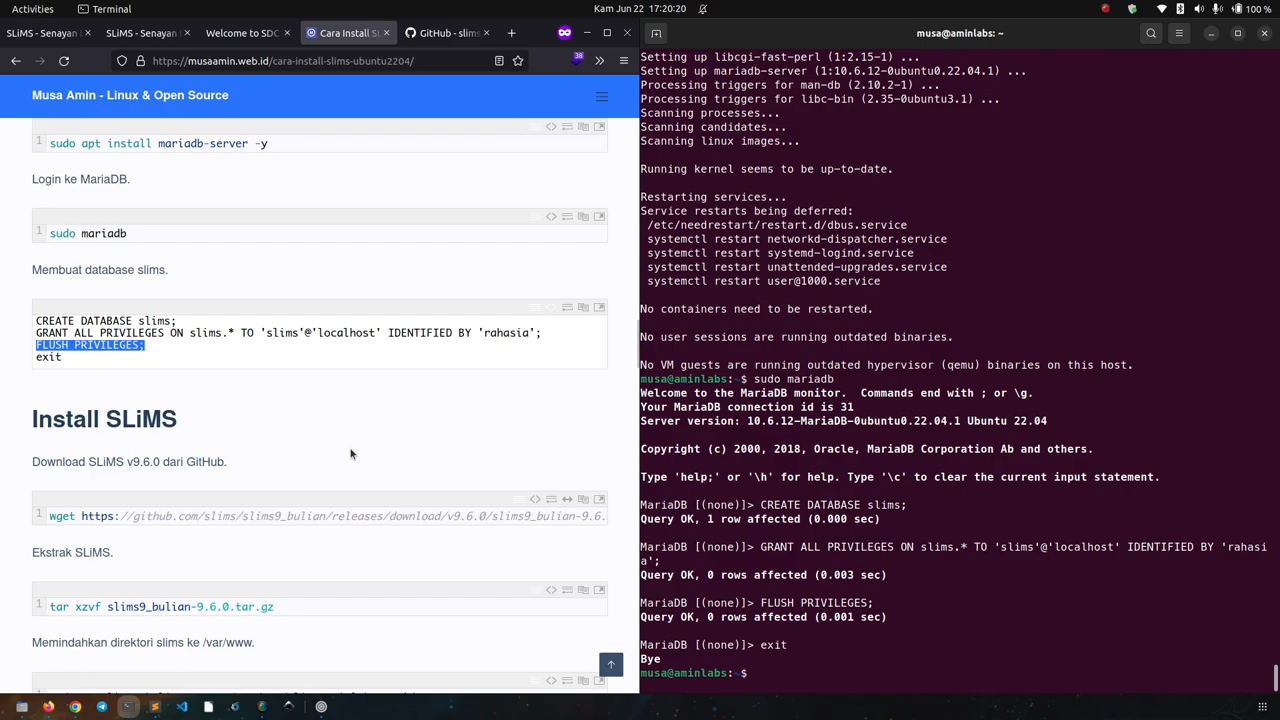 Activities
Terminal
Kam Jun 22 17:20:20
100 %
SLiMS - Senayan L
SLiMS - Senayan L
Welcome to SDC
Cara Install SL
GitHub - slims
musa@aminlabs: ~
38
https://musaamin.web.id/cara-install-slims-ubuntu2204/
Musa Amin - Linux & Open Source
1 sudo apt install mariadb-server -y
Login ke MariaDB.
1 sudo mariadb
Membuat database slims.
CREATE DATABASE slims;
GRANT ALL PRIVILEGES ON slims.* TO 'slims'@'localhost' IDENTIFIED BY 'rahasia';
FLUSH PRIVILEGES;
exit
Install SLiMS
Download SLiMS v9.6.0 dari GitHub.
1 wget https://github.com/slims/slims9_bulian/releases/download/v9.6.0/slims9_bulian-9.6.
Ekstrak SLiMS.
1 tar xzvf slims9_bulian-9.6.0.tar.gz
Memindahkan direktori slims ke /var/www.
Setting up libcgi-fast-perl (1:2.15-1) ...
Setting up mariadb-server (1:10.6.12-0ubuntu0.22.04.1) ...
Processing triggers for man-db (2.10.2-1) ...
Processing triggers for libc-bin (2.35-0ubuntu3.1) ...
Scanning processes...
Scanning candidates...
Scanning linux images...
Running kernel seems to be up-to-date.
Restarting services...
Service restarts being deferred:
/etc/needrestart/restart.d/dbus.service
systemctl restart networkd-dispatcher.service
systemctl restart systemd-logind.service
systemctl restart unattended-upgrades.service
systemctl restart user@1000.service
No containers need to be restarted.
No user sessions are running outdated binaries.
No VM guests are running outdated hypervisor (qemu) binaries on this host.
musa@aminlabs:~$ sudo mariadb
Welcome to the MariaDB monitor.  Commands end with ; or \g.
Your MariaDB connection id is 31
Server version: 10.6.12-MariaDB-0ubuntu0.22.04.1 Ubuntu 22.04
Copyright (c) 2000, 2018, Oracle, MariaDB Corporation Ab and others.
Type 'help;' or '\h' for help. Type '\c' to clear the current input statement.
MariaDB [(none)]> CREATE DATABASE slims;
Query OK, 1 row affected (0.000 sec)
MariaDB [(none)]> GRANT ALL PRIVILEGES ON slims.* TO 'slims'@'localhost' IDENTIFIED BY 'rahasi
a';
Query OK, 0 rows affected (0.003 sec)
MariaDB [(none)]> FLUSH PRIVILEGES;
Query OK, 0 rows affected (0.001 sec)
MariaDB [(none)]> exit
Bye
musa@aminlabs:~$